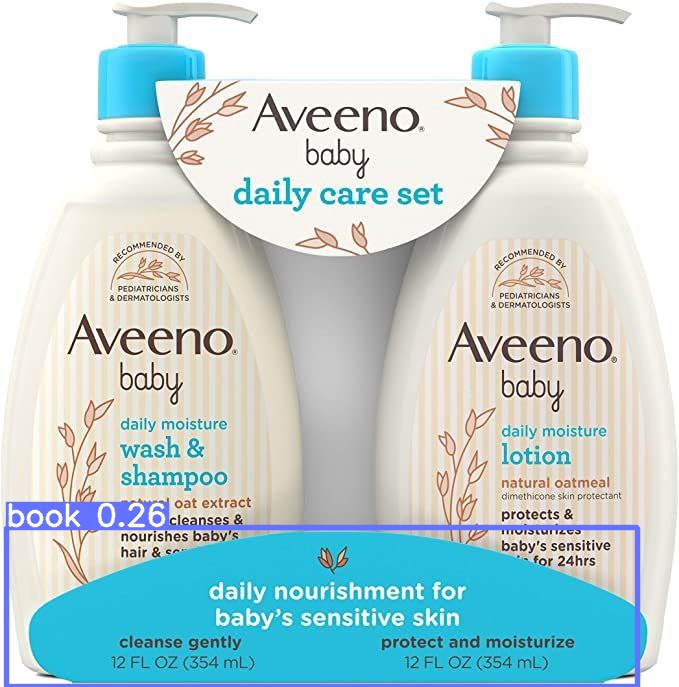 Aveeno®
baby
daily care set
RECOMMENDED BY
PEDIATRICIANS
& DERMATOLOGISTS
Aveeno®
baby
daily moisture
wash &
shampoo
natural oat extract
cleanses &
nourishes baby's
hair &
RECOMMENDED BY
PEDIATRICIANS
& DERMATOLOGISTS
Aveeno®
baby
daily moisture
lotion
natural oatmeal
dimethicone skin protectant
protects &
moisturizes
baby's sensitive
for 24hrs
book 0.26
daily nourishment for
baby's sensitive skin
cleanse gently
12 FL OZ (354 mL)
protect and moisturize
12 FL OZ (354 mL)